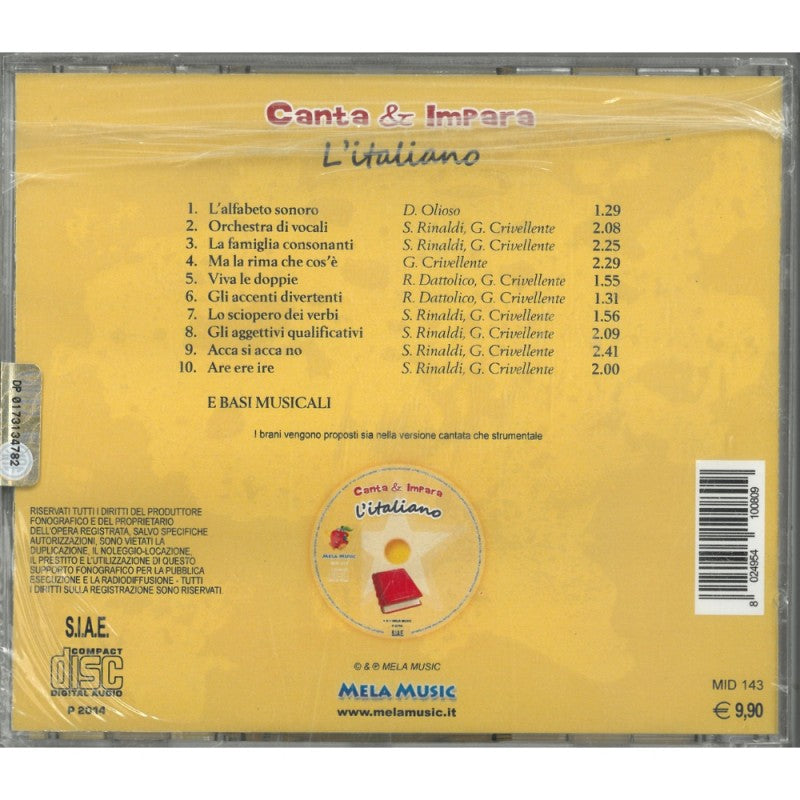 Canta & Impara
L'italiano
1. L'alfabeto sonoro D. Olioso 1.29
2. Orchestra di vocali S. Rinaldi, G. Crivellente 2.08
3. La famiglia consonanti S. Rinaldi, G. Crivellente 2.25
4. Ma la rima che cos'è G. Crivellente 2.29
5. Viva le doppie R. Dattolico, G. Crivellente 1.55
6. Gli accenti divertenti R. Dattolico, G. Crivellente 1.31
7. Lo sciopero dei verbi S. Rinaldi, G. Crivellente 1.56
8. Gli aggettivi qualificativi S. Rinaldi, G. Crivellente 2.09
9. Acca si acca no S. Rinaldi, G. Crivellente 2.41
10. Are ere ire S. Rinaldi, G. Crivellente 2.00
E BASI MUSICALI
I brani vengono proposti sia nella versione cantata che strumentale
DP 0173134782
Canta & Impara
L'italiano
MELA MUSIC
S.I.A.E.
RISERVATI TUTTI I DIRITTI DEL PRODUTTORE
FONOGRAFICO E DEL PROPRIETARIO
DELL'OPERA REGISTRATA, SALVO SPECIFICHE
AUTORIZZAZIONI, SONO VIETATI LA
DUPLICAZIONE, IL NOLEGGIO-LOCAZIONE,
IL PRESTITO E L'UTILIZZAZIONE DI QUESTO
SUPPORTO FONOGRAFICO PER LA PUBBLICA
ESECUZIONE E LA RADIODIFFUSIONE - TUTTI
I DIRITTI SULLA REGISTRAZIONE SONO RISERVATI.
S.I.A.E.
COMPACT
disc
DIGITAL AUDIO
P 2014
© & ℗ MELA MUSIC
MELA MUSIC
www.melamusic.it
8 024954 100809
MID 143
€ 9,90